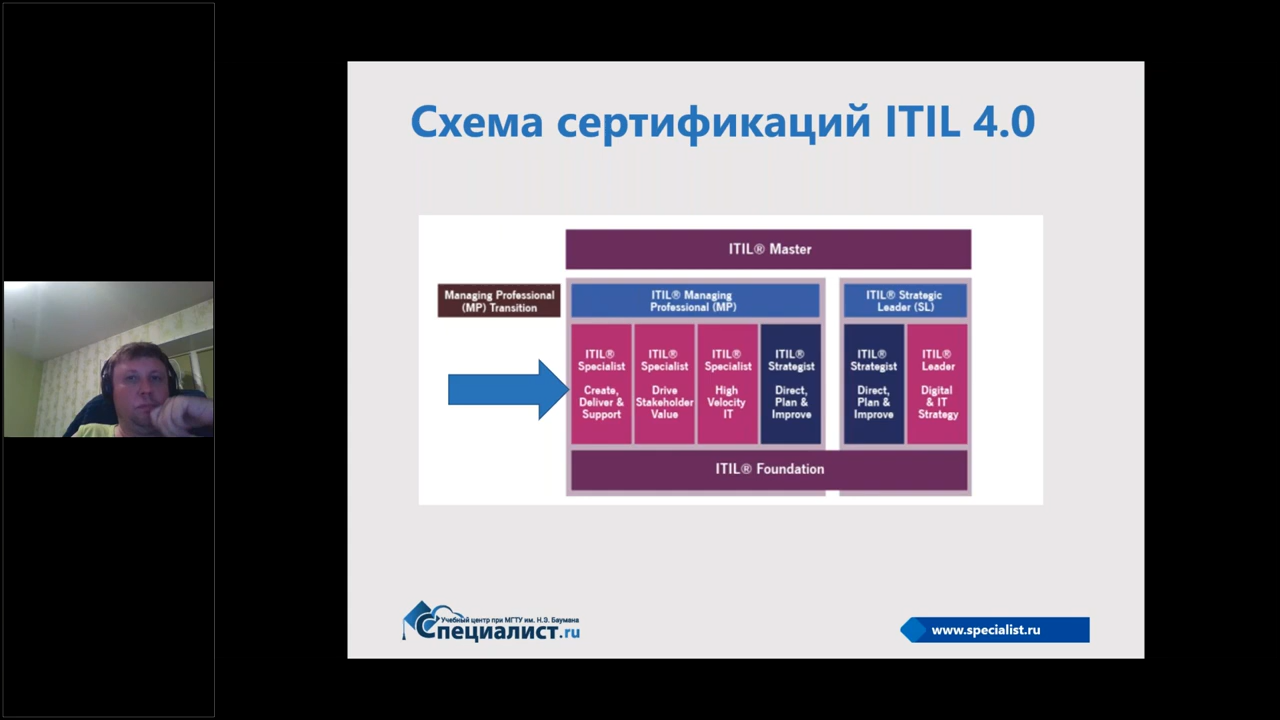 Схема сертификаций ITIL 4.0
ITIL® Master
Managing Professional
(MP) Transition
ITIL® Managing
Professional (MP)
ITIL® Strategic
Leader (SL)
ITIL®
Specialist
Create,
Deliver &
Support
ITIL®
Specialist
Drive
Stakeholder
Value
ITIL®
Specialist
High
Velocity
IT
ITIL®
Strategist
Direct,
Plan &
Improve
ITIL®
Strategist
Direct,
Plan &
Improve
ITIL®
Leader
Digital
& IT
Strategy
ITIL® Foundation
Учебный центр при МГТУ им. Н.Э. Баумана
Специалист.ru
www.specialist.ru